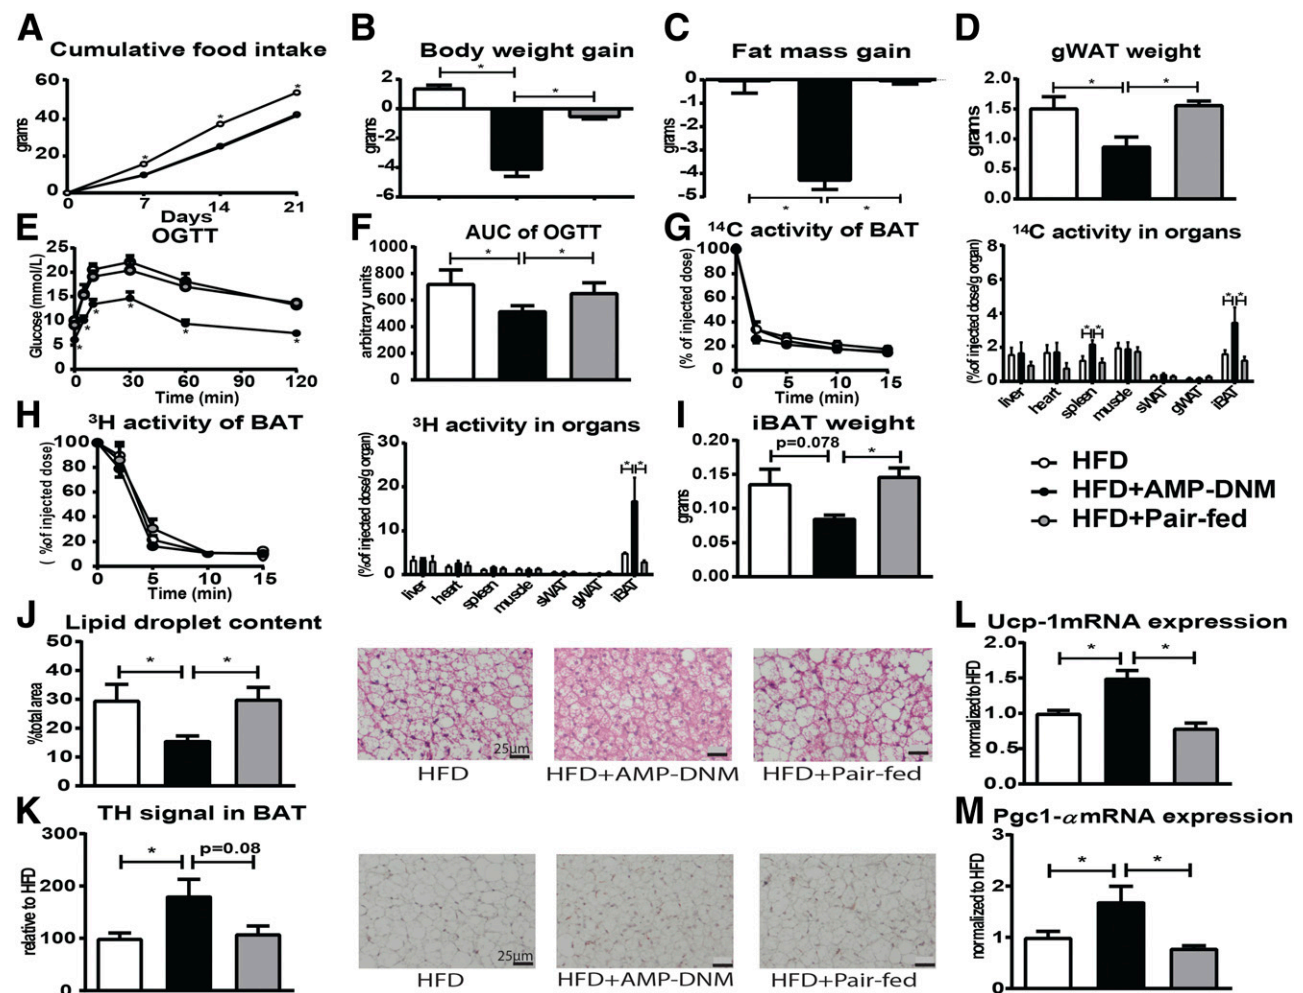 A
Cumulative food intake
grams
60
40
20
0
0 7 14 21
Days
* * *
B
Body weight gain
grams
2
0
-2
-4
-6
* *
C
Fat mass gain
grams
0
-1
-2
-3
-4
-5
* *
D
gWAT weight
grams
2.0
1.5
1.0
0.5
0.0
* *
E
OGTT
Glucose (mmol/L)
25
20
15
10
5
0
0 30 60 90 120
Time (min)
* * * * * *
F
AUC of OGTT
arbitrary units
1000
800
600
400
200
0
* *
G
14C activity of BAT
(% of injected dose)
100
80
60
40
20
0
0 5 10 15
Time (min)
14C activity in organs
(%of injected dose/g organ)
8
6
4
2
0
* * * *
liver heart spleen muscle sWAT gWAT iBAT
H
3H activity of BAT
( %of injected dose)
100
80
60
40
20
0
0 5 10 15
Time (min)
3H activity in organs
(%of injected dose/g organ)
30
20
10
0
* *
liver heart spleen muscle sWAT gWAT iBAT
I
iBAT weight
grams
0.20
0.15
0.10
0.05
0.00
p=0.078 *
HFD
HFD+AMP-DNM
HFD+Pair-fed
J
Lipid droplet content
%total area
50
40
30
20
10
0
* *
25µm
HFD HFD+AMP-DNM HFD+Pair-fed
K
TH signal in BAT
relative to HFD
300
200
100
0
* p=0.08
25µm
HFD HFD+AMP-DNM HFD+Pair-fed
L
Ucp-1mRNA expression
normalized to HFD
2.0
1.5
1.0
0.5
0.0
* *
M
Pgc1-αmRNA expression
normalized to HFD
3
2
1
0
* *